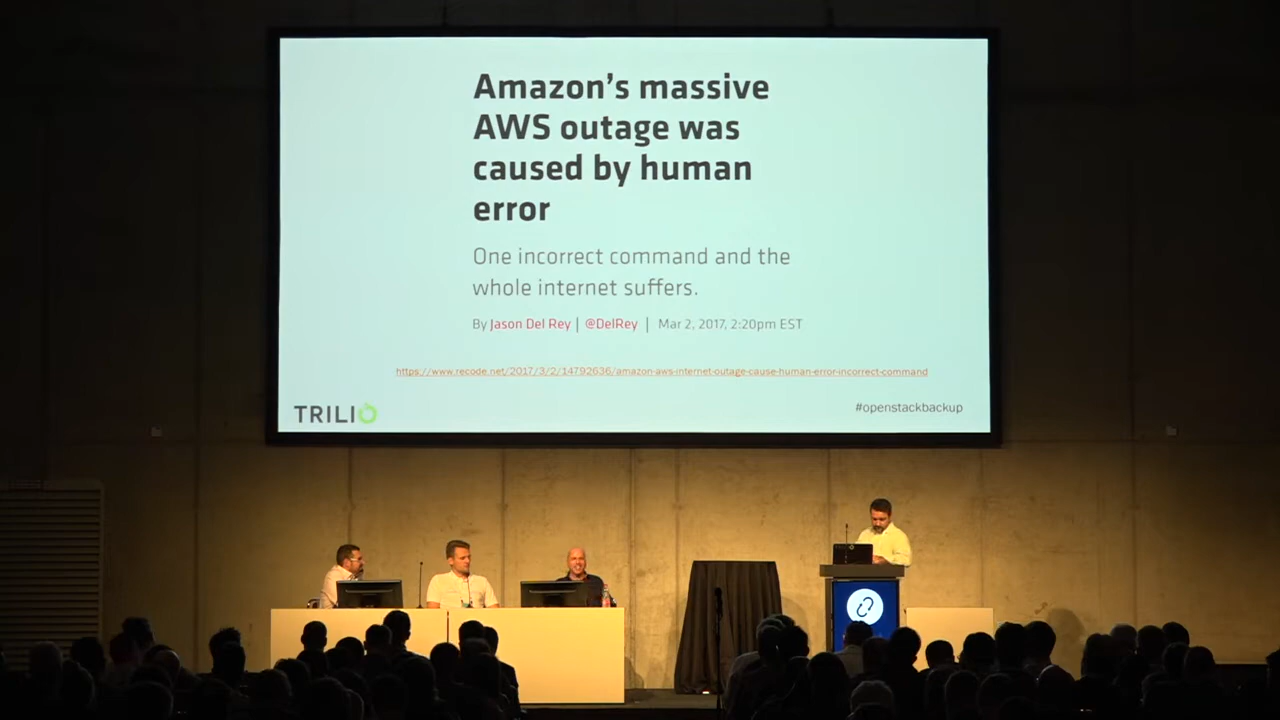 Amazon's massive
AWS outage was
caused by human
error
One incorrect command and the
whole internet suffers.
By Jason Del Rey | @DelRey | Mar 2, 2017, 2:20pm EST
https://www.recode.net/2017/3/2/14792636/amazon-aws-internet-outage-cause-human-error-incorrect-command
TRILIO
#openstackbackup